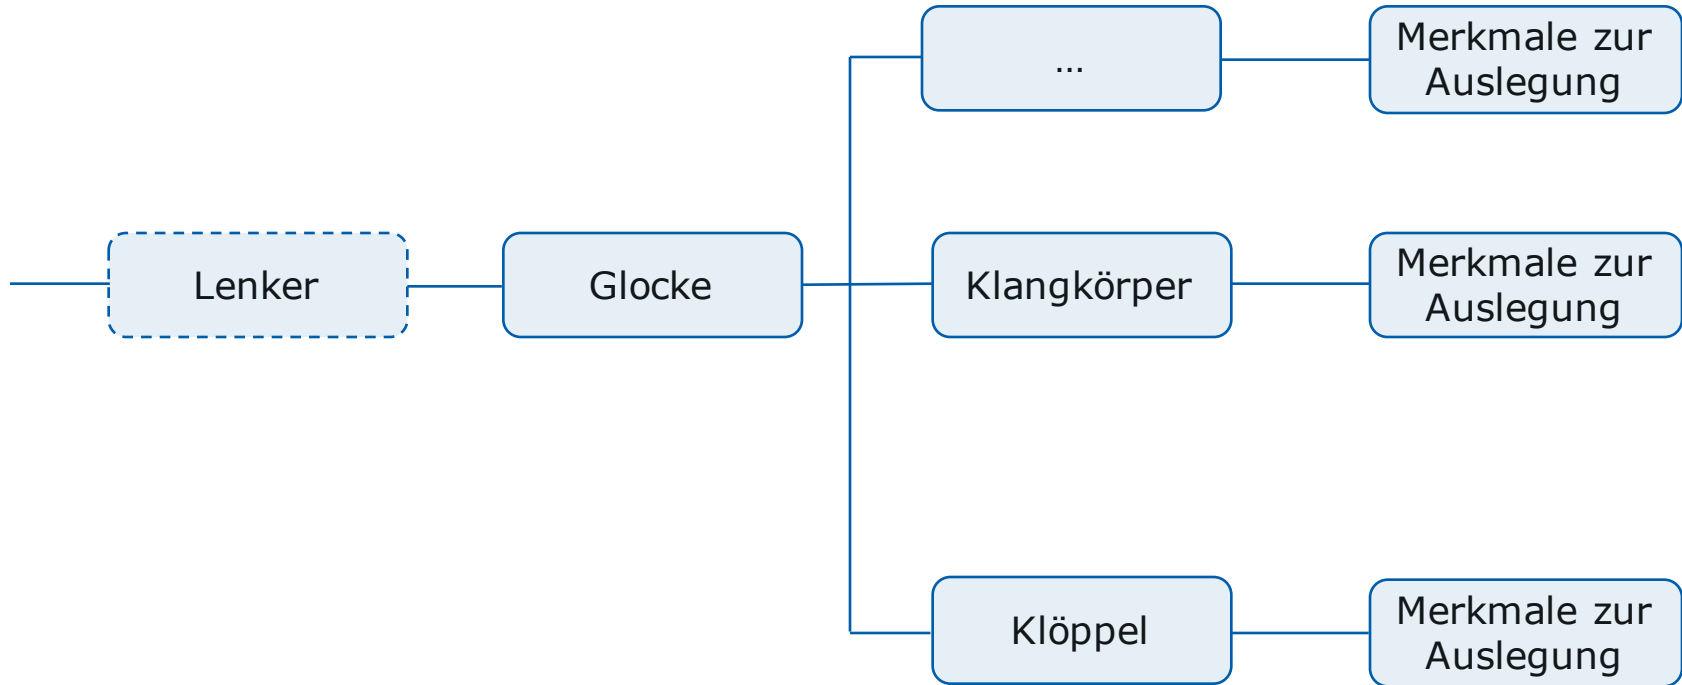 ...
Merkmale zur
Auslegung
Lenker
Glocke
Klangkörper
Merkmale zur
Auslegung
Klöppel
Merkmale zur
Auslegung